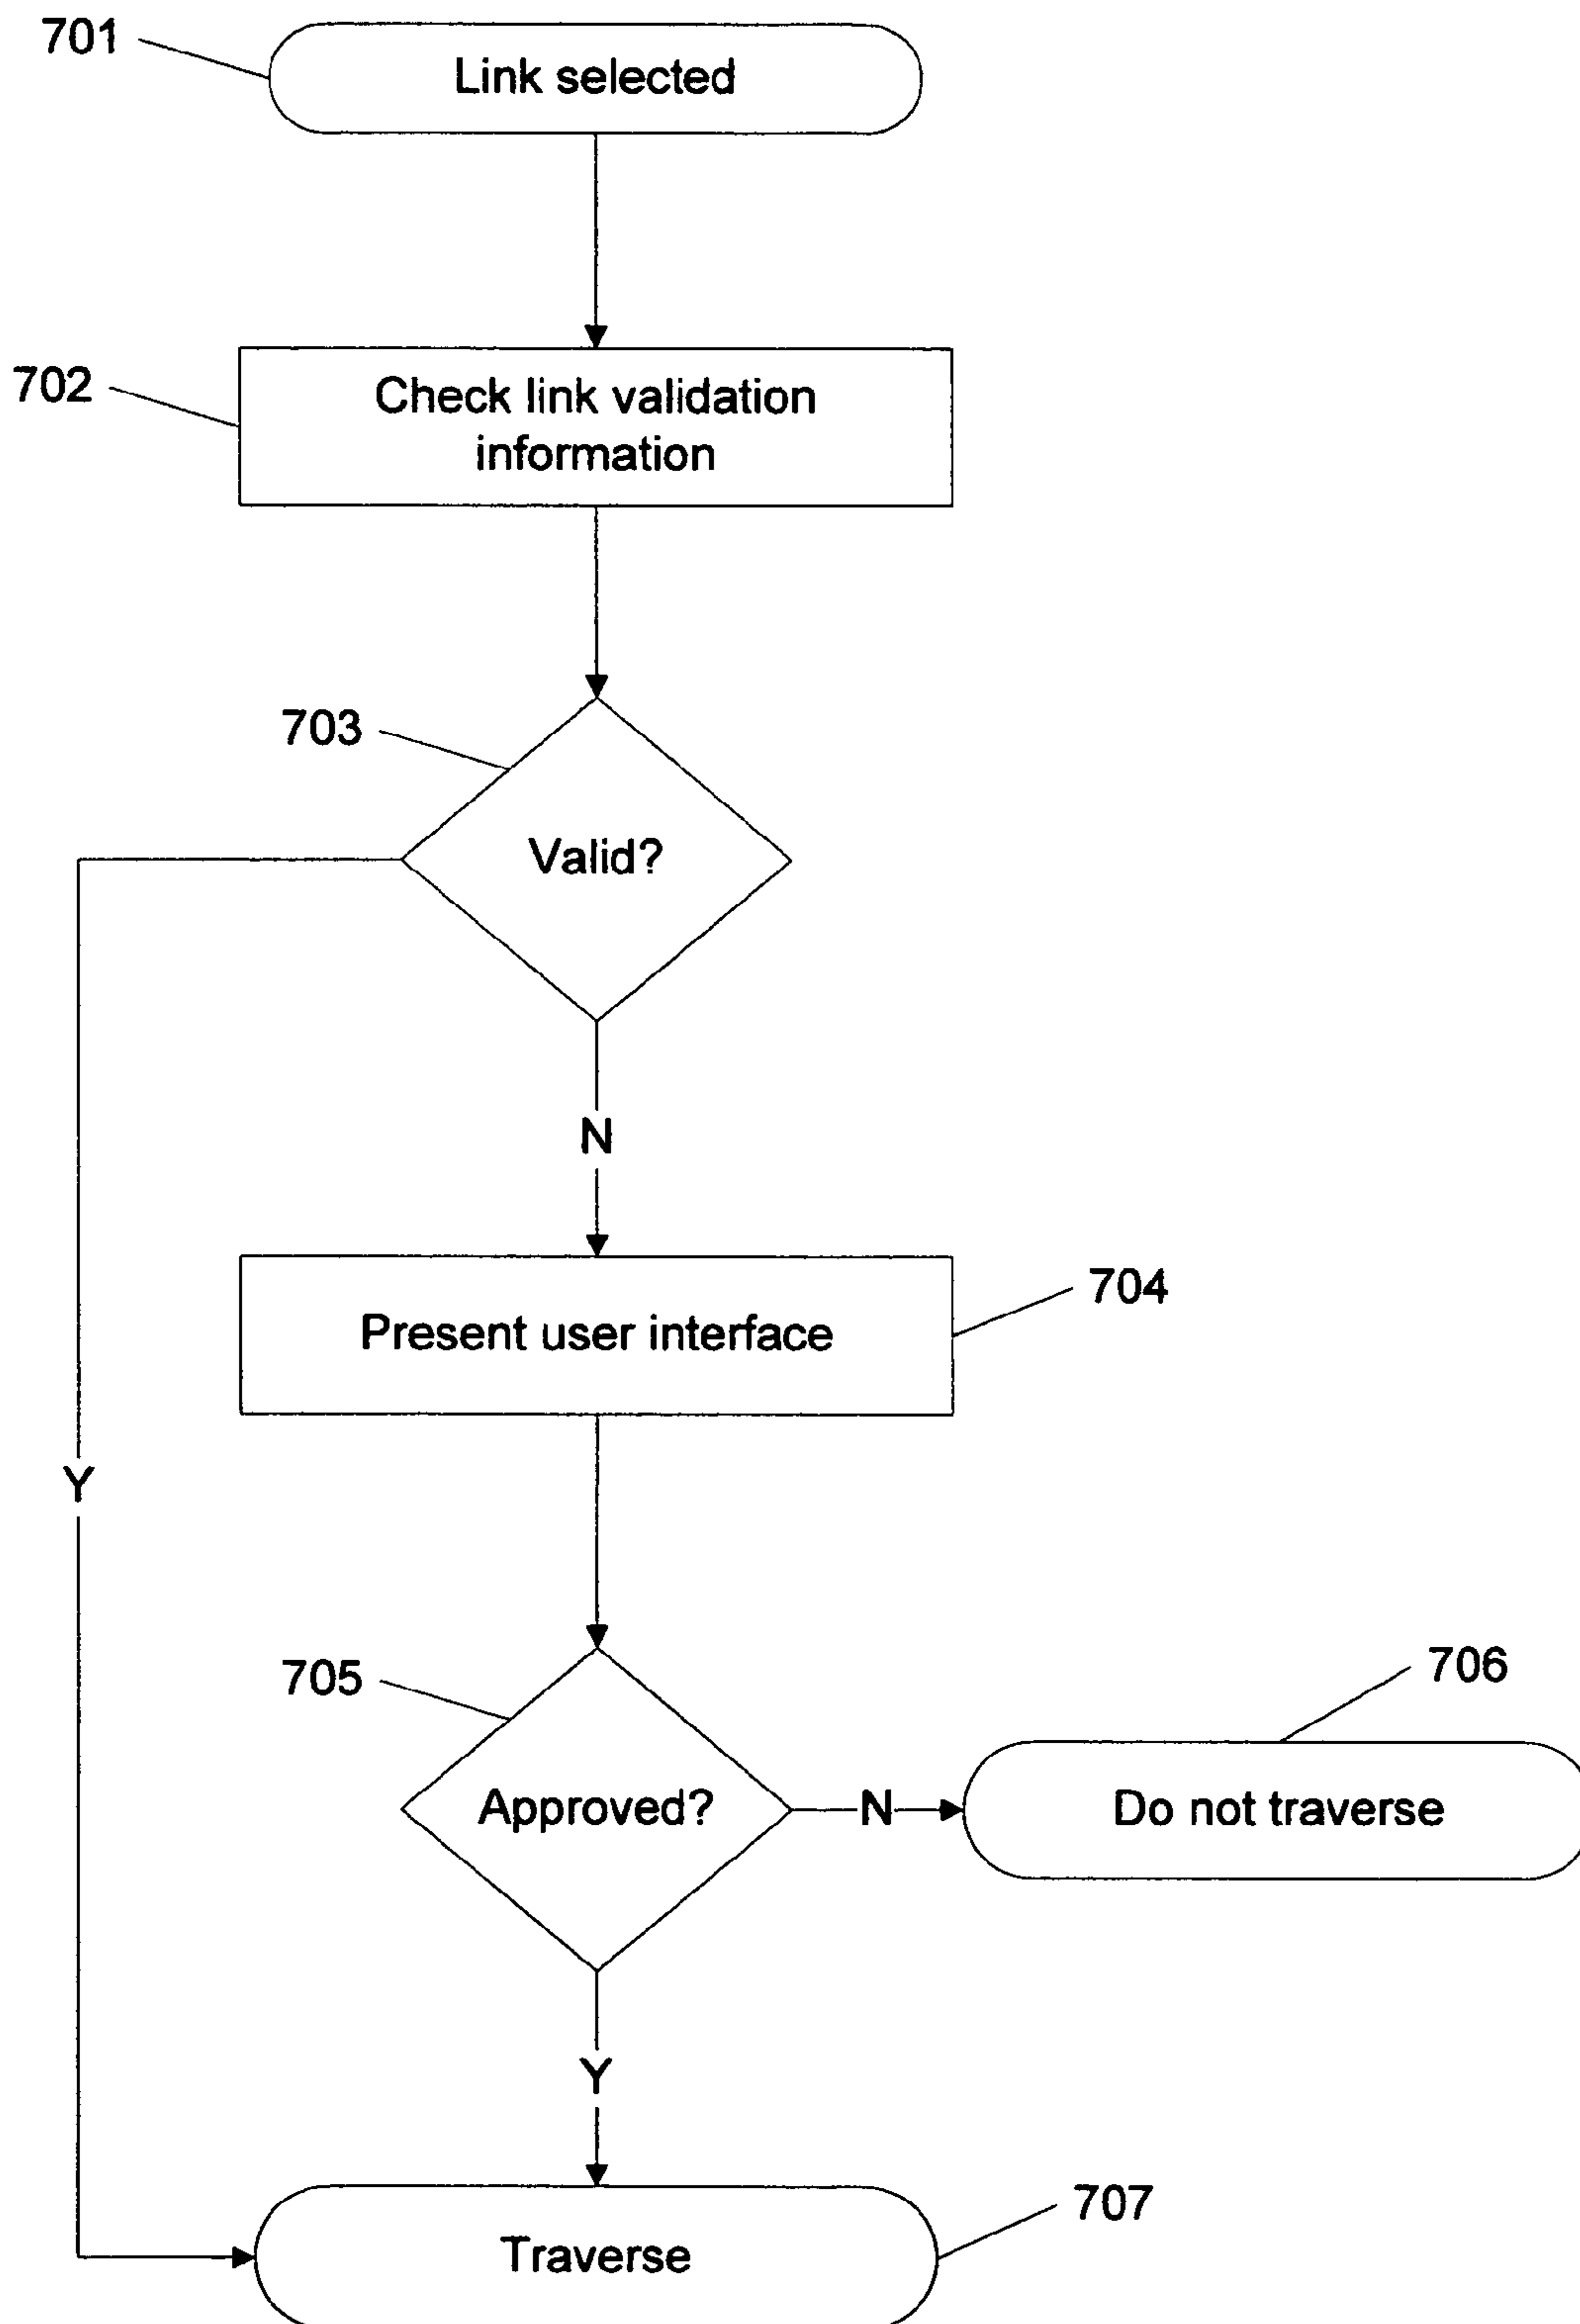 701
Link selected
702
Check link validation
information
703
Valid?
N
704
Present user interface
Y
705
Approved?
N
706
Do not traverse
Y
707
Traverse